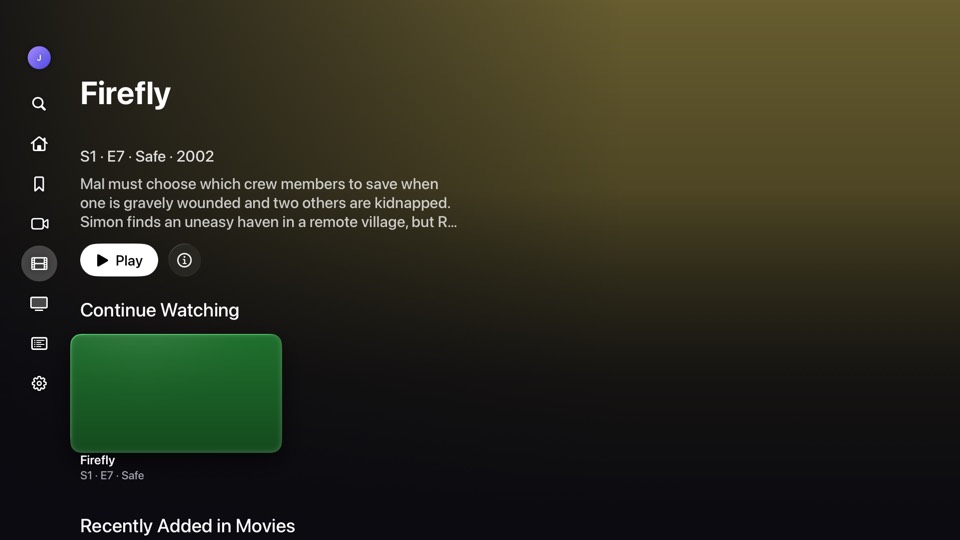 J
Firefly
S1 · E7 · Safe · 2002
Mal must choose which crew members to save when
one is gravely wounded and two others are kidnapped.
Simon finds an uneasy haven in a remote village, but R...
Play
Continue Watching
Firefly
S1 · E7 · Safe
Recently Added in Movies